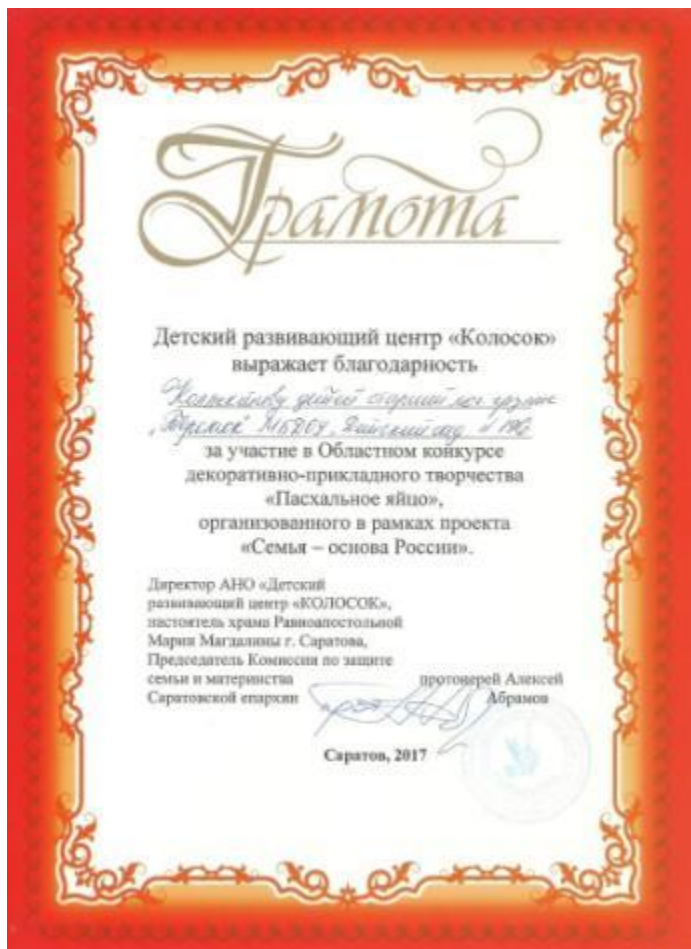 Грамота
Детский развивающий центр «Колосок»
выражает благодарность
Коллективу детей старшей лог группы
"Теремок" МБДОУ "Детский сад № 196
за участие в Областном конкурсе
декоративно-прикладного творчества
«Пасхальное яйцо»,
организованного в рамках проекта
«Семья – основа России».
Директор АНО «Детский
развивающий центр «КОЛОСОК»,
настоятель храма Равноапостольной
Марии Магдалины г. Саратова,
Председатель Комиссии по защите
семьи и материнства
Саратовской епархии
протоиерей Алексей
Абрамов
Саратов, 2017